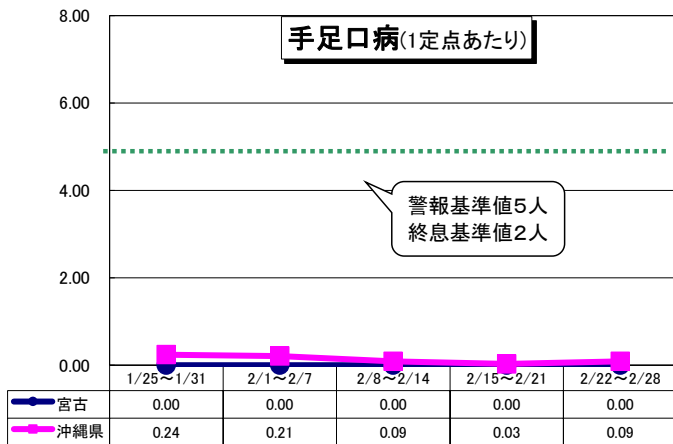 手足口病(1定点あたり)
8.00
6.00
4.00
2.00
0.00
警報基準値5人
終息基準値2人
1/25～1/31 2/1～2/7 2/8～2/14 2/15～2/21 2/22～2/28
宮古 0.00 0.00 0.00 0.00 0.00
沖縄県 0.24 0.21 0.09 0.03 0.09